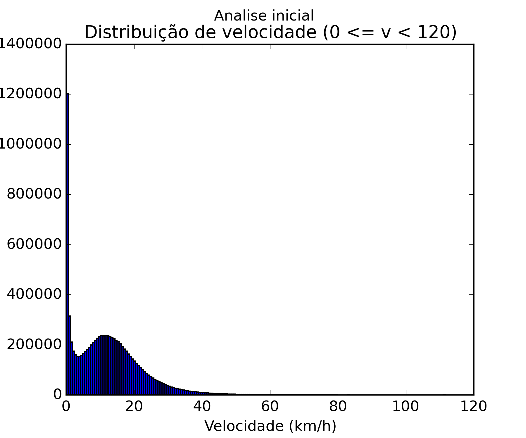 Analise inicial
Distribuição de velocidade (0 <= v < 120)
1400000
1200000
1000000
800000
600000
400000
200000
0
0 20 40 60 80 100 120
Velocidade (km/h)